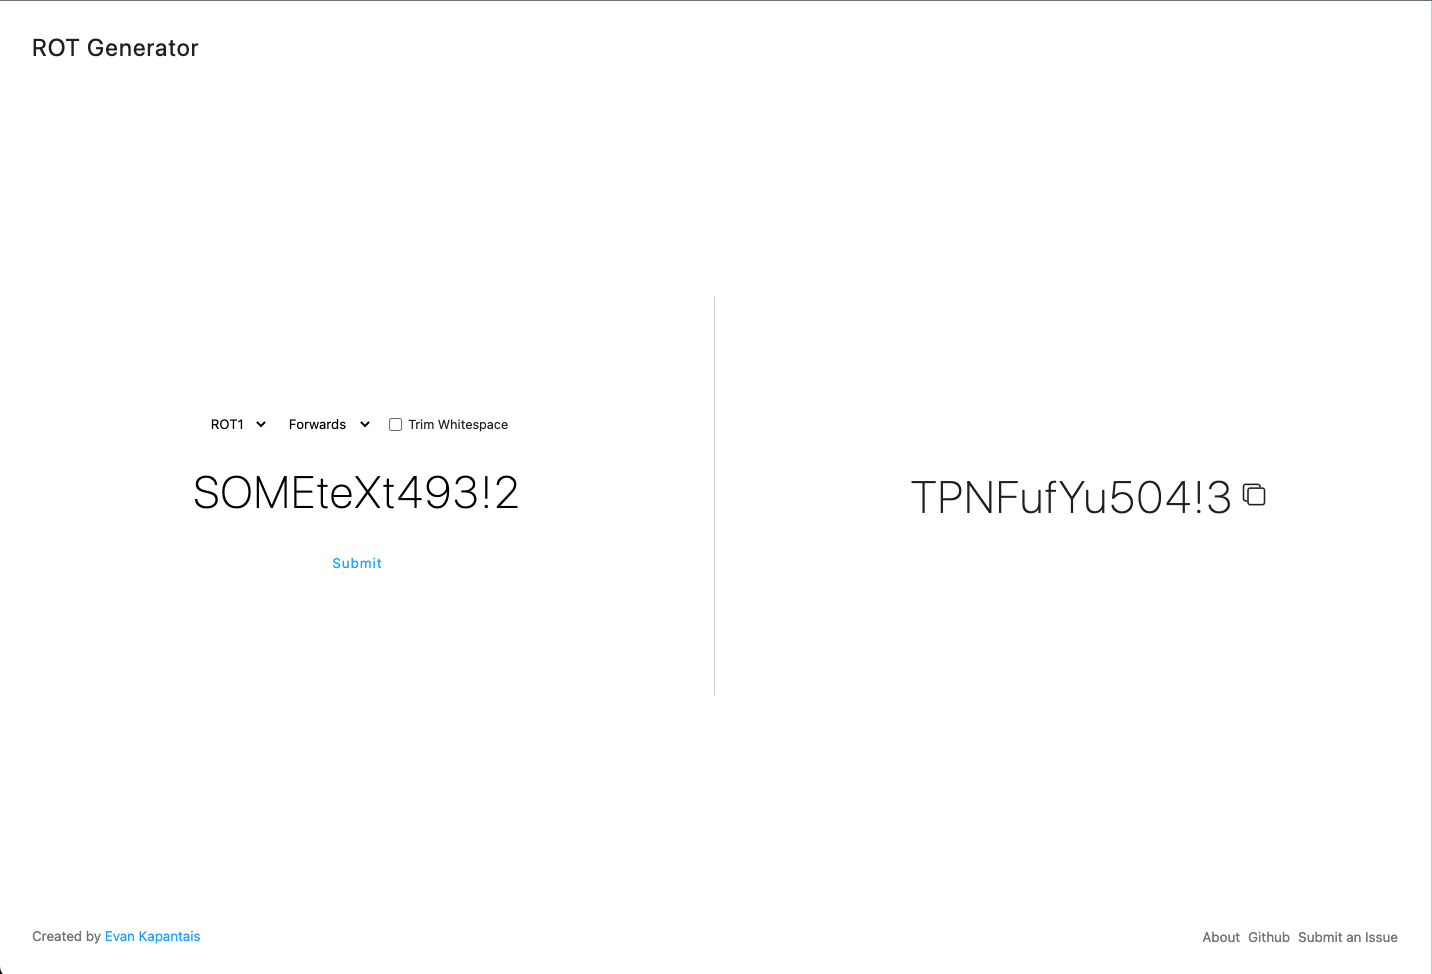 ROT Generator
ROT1 Forwards Trim Whitespace
SOMEteXt493!2
Submit
TPNFufYu504!3
Created by Evan Kapantais
About Github Submit an Issue